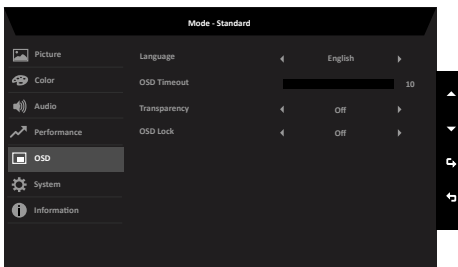 Mode - Standard
Picture
Color
Audio
Performance
OSD
System
Information
Language English
OSD Timeout 10
Transparency Off
OSD Lock Off